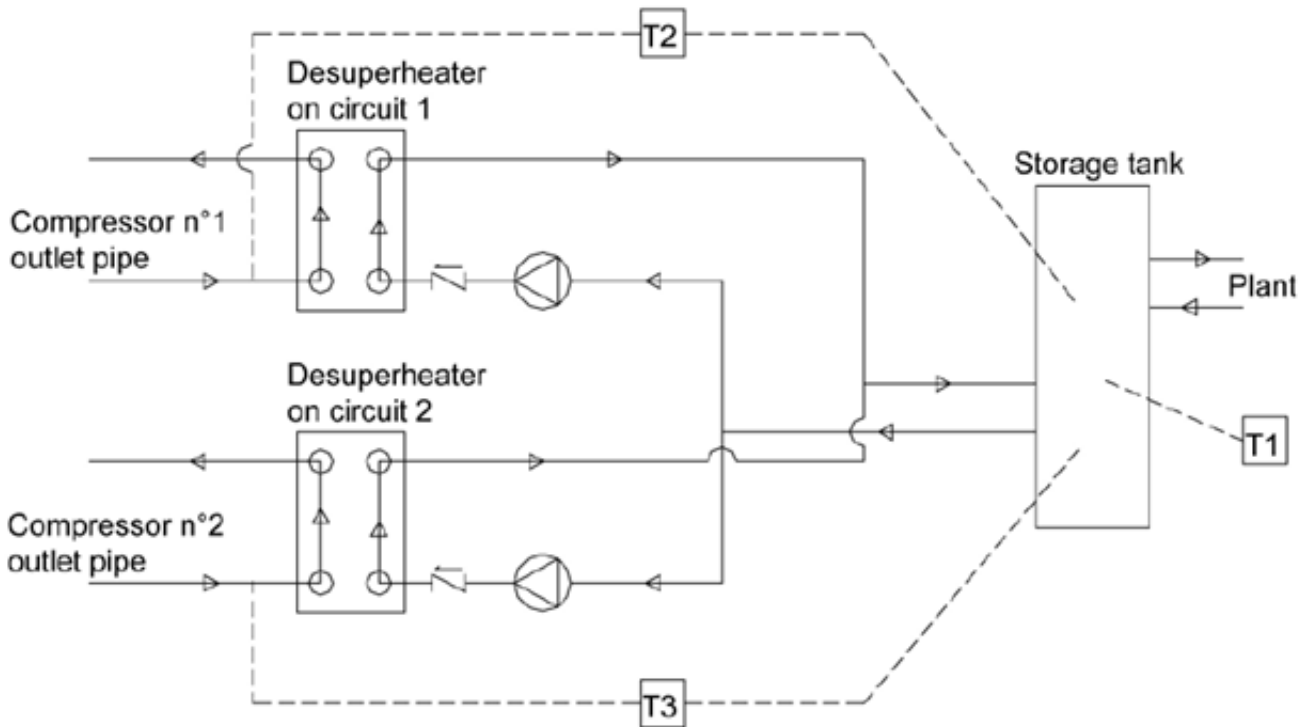 T2
Desuperheater
on circuit 1
Storage tank
Compressor n°1
outlet pipe
Plant
Desuperheater
on circuit 2
T1
Compressor n°2
outlet pipe
T3